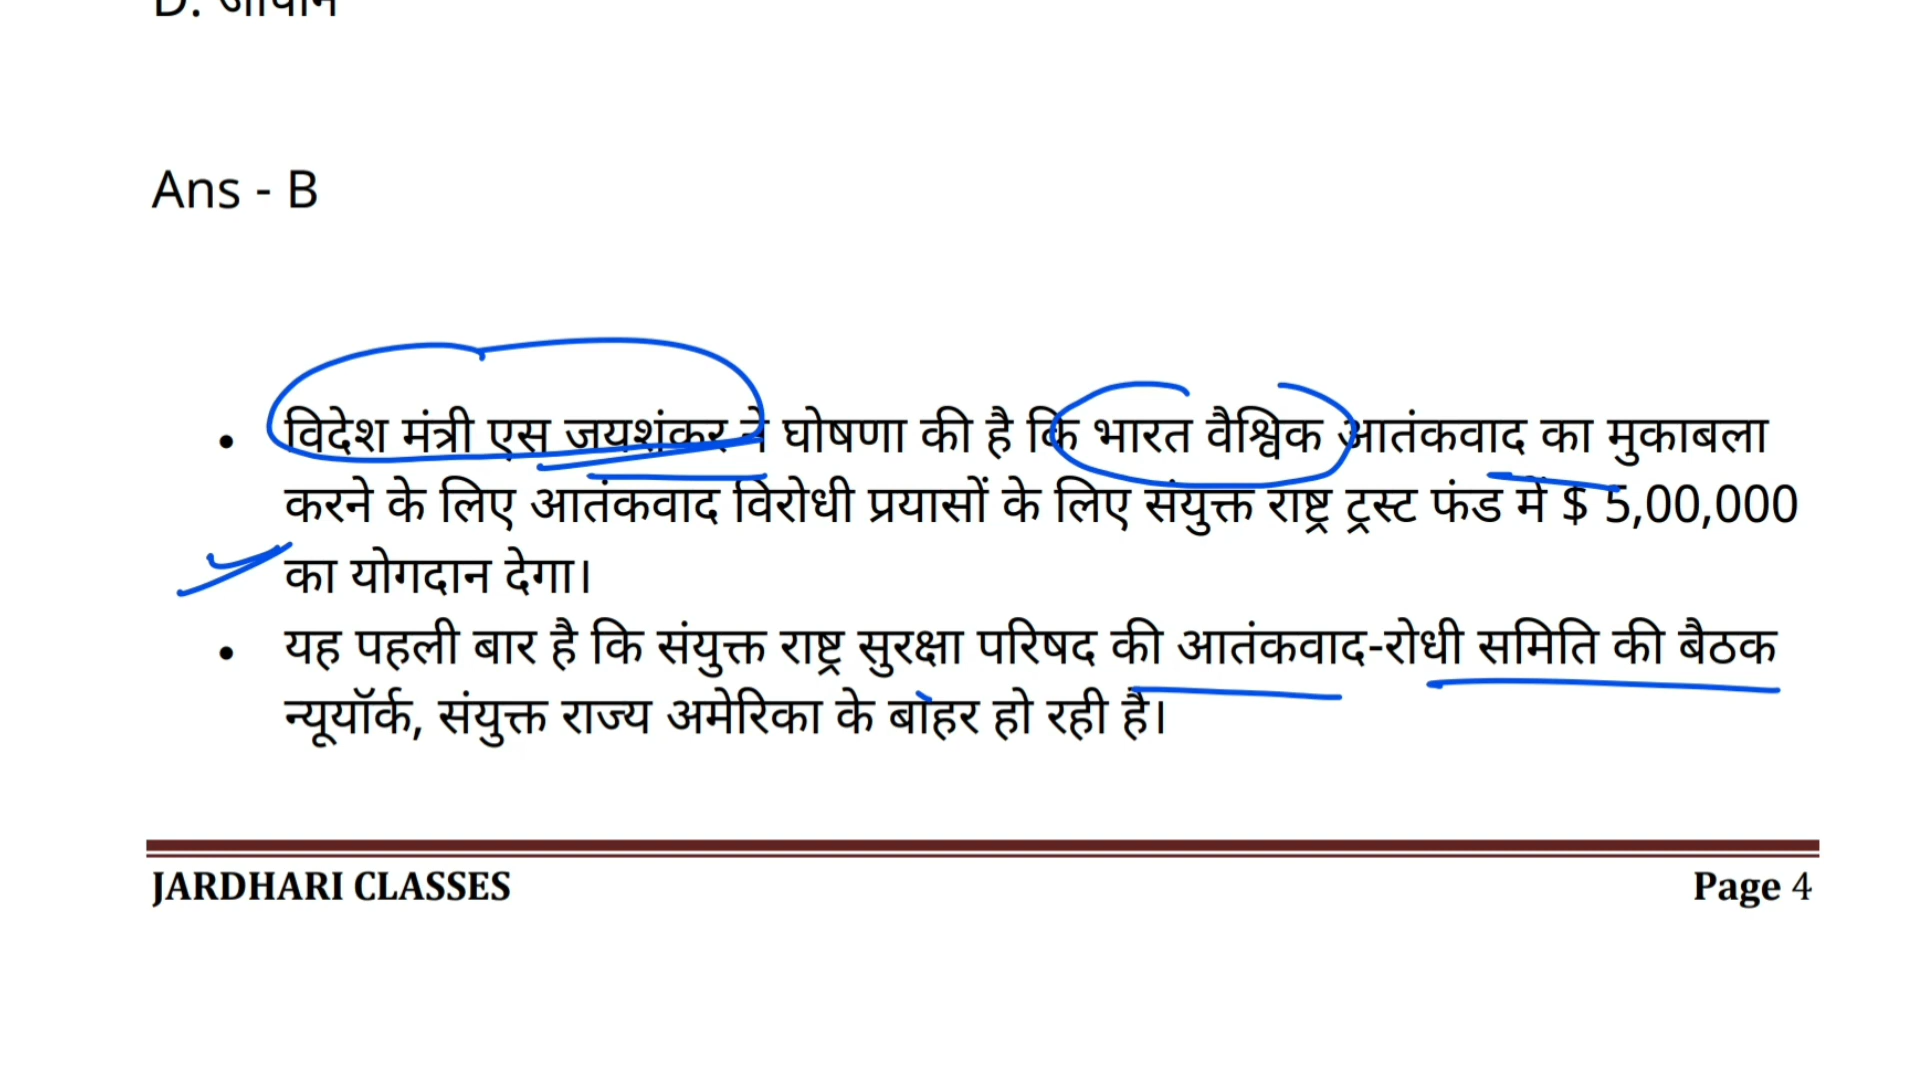 D.
Ans - B
• विदेश मंत्री एस जयशंकर ने घोषणा की है कि भारत वैश्विक आतंकवाद का मुकाबला
करने के लिए आतंकवाद विरोधी प्रयासों के लिए संयुक्त राष्ट्र ट्रस्ट फंड में $ 5,00,000
का योगदान देगा।
• यह पहली बार है कि संयुक्त राष्ट्र सुरक्षा परिषद की आतंकवाद-रोधी समिति की बैठक
न्यूयॉर्क, संयुक्त राज्य अमेरिका के बाहर हो रही है।
JARDHARI CLASSES
Page 4